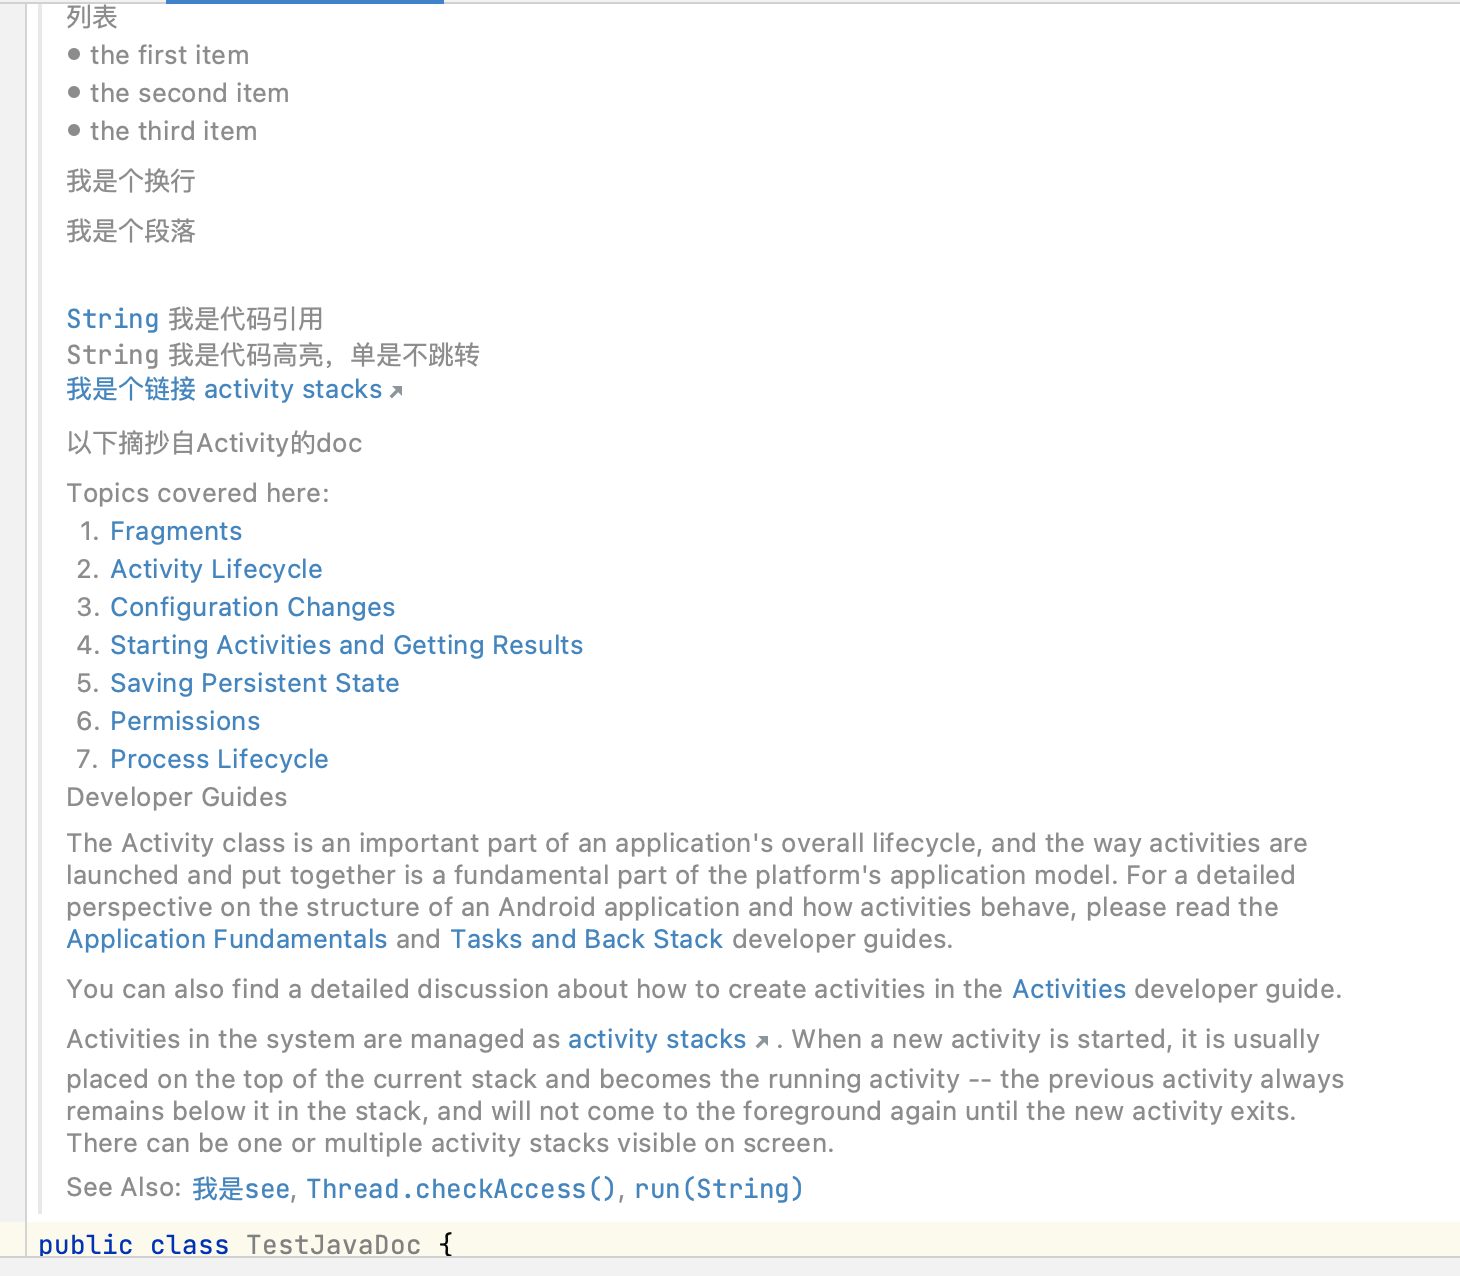 列表
• the first item
• the second item
• the third item
我是个换行
我是个段落
String 我是代码引用
String 我是代码高亮，单是不跳转
我是个链接 activity stacks ↗
以下摘抄自Activity的doc
Topics covered here:
1. Fragments
2. Activity Lifecycle
3. Configuration Changes
4. Starting Activities and Getting Results
5. Saving Persistent State
6. Permissions
7. Process Lifecycle
Developer Guides
The Activity class is an important part of an application's overall lifecycle, and the way activities are
launched and put together is a fundamental part of the platform's application model. For a detailed
perspective on the structure of an Android application and how activities behave, please read the
Application Fundamentals and Tasks and Back Stack developer guides.
You can also find a detailed discussion about how to create activities in the Activities developer guide.
Activities in the system are managed as activity stacks ↗ . When a new activity is started, it is usually
placed on the top of the current stack and becomes the running activity -- the previous activity always
remains below it in the stack, and will not come to the foreground again until the new activity exits.
There can be one or multiple activity stacks visible on screen.
See Also: 我是see, Thread.checkAccess(), run(String)
public class TestJavaDoc {